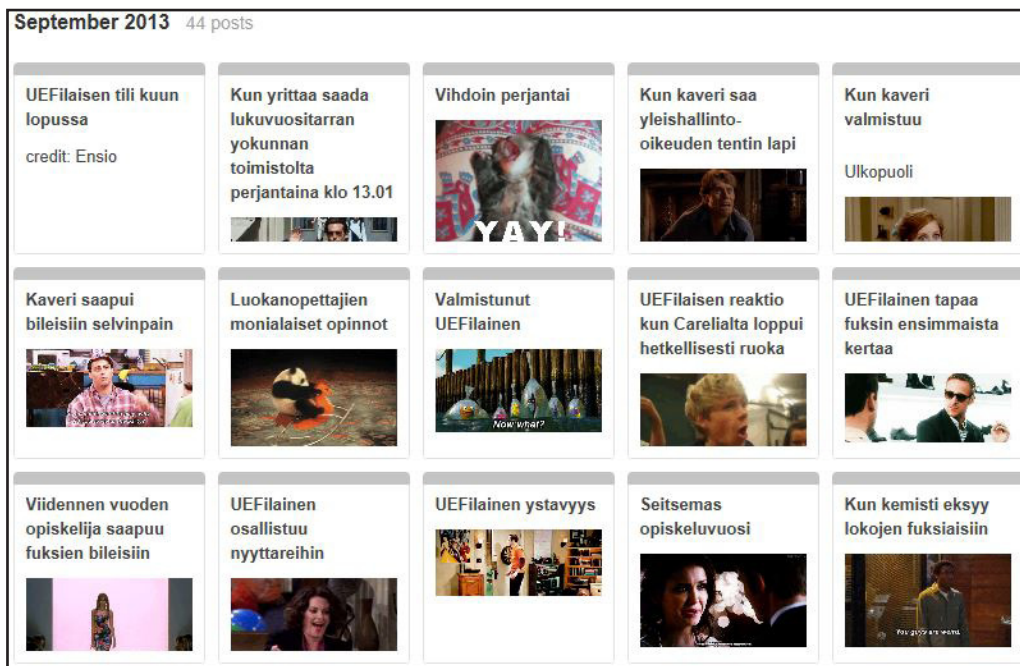 September 2013 44 posts
UEFilaisen tili kuun
lopussa
credit: Ensio
Kun yrittaa saada
lukuvuositarran
yokunnan
toimistolta
perjantaina klo 13.01
Vihdoin perjantai
YAY!
Kun kaveri saa
yleishallinto-
oikeuden tentin lapi
Kun kaveri
valmistuu
Ulkopuoli
Kaveri saapui
bileisiin selvinpain
Luokanopettajien
monialaiset opinnot
Valmistunut
UEFilainen
Now what?
UEFilaisen reaktio
kun Carelialta loppui
hetkellisesti ruoka
UEFilainen tapaa
fuksin ensimmaista
kertaa
Viidennen vuoden
opiskelija saapuu
fuksien bileisiin
UEFilainen
osallistuu
nyyttareihin
UEFilainen ystavyys
Seitsemas
opiskeluvuosi
Kun kemisti eksyy
lokojen fuksiaisiin
You guys are weird.